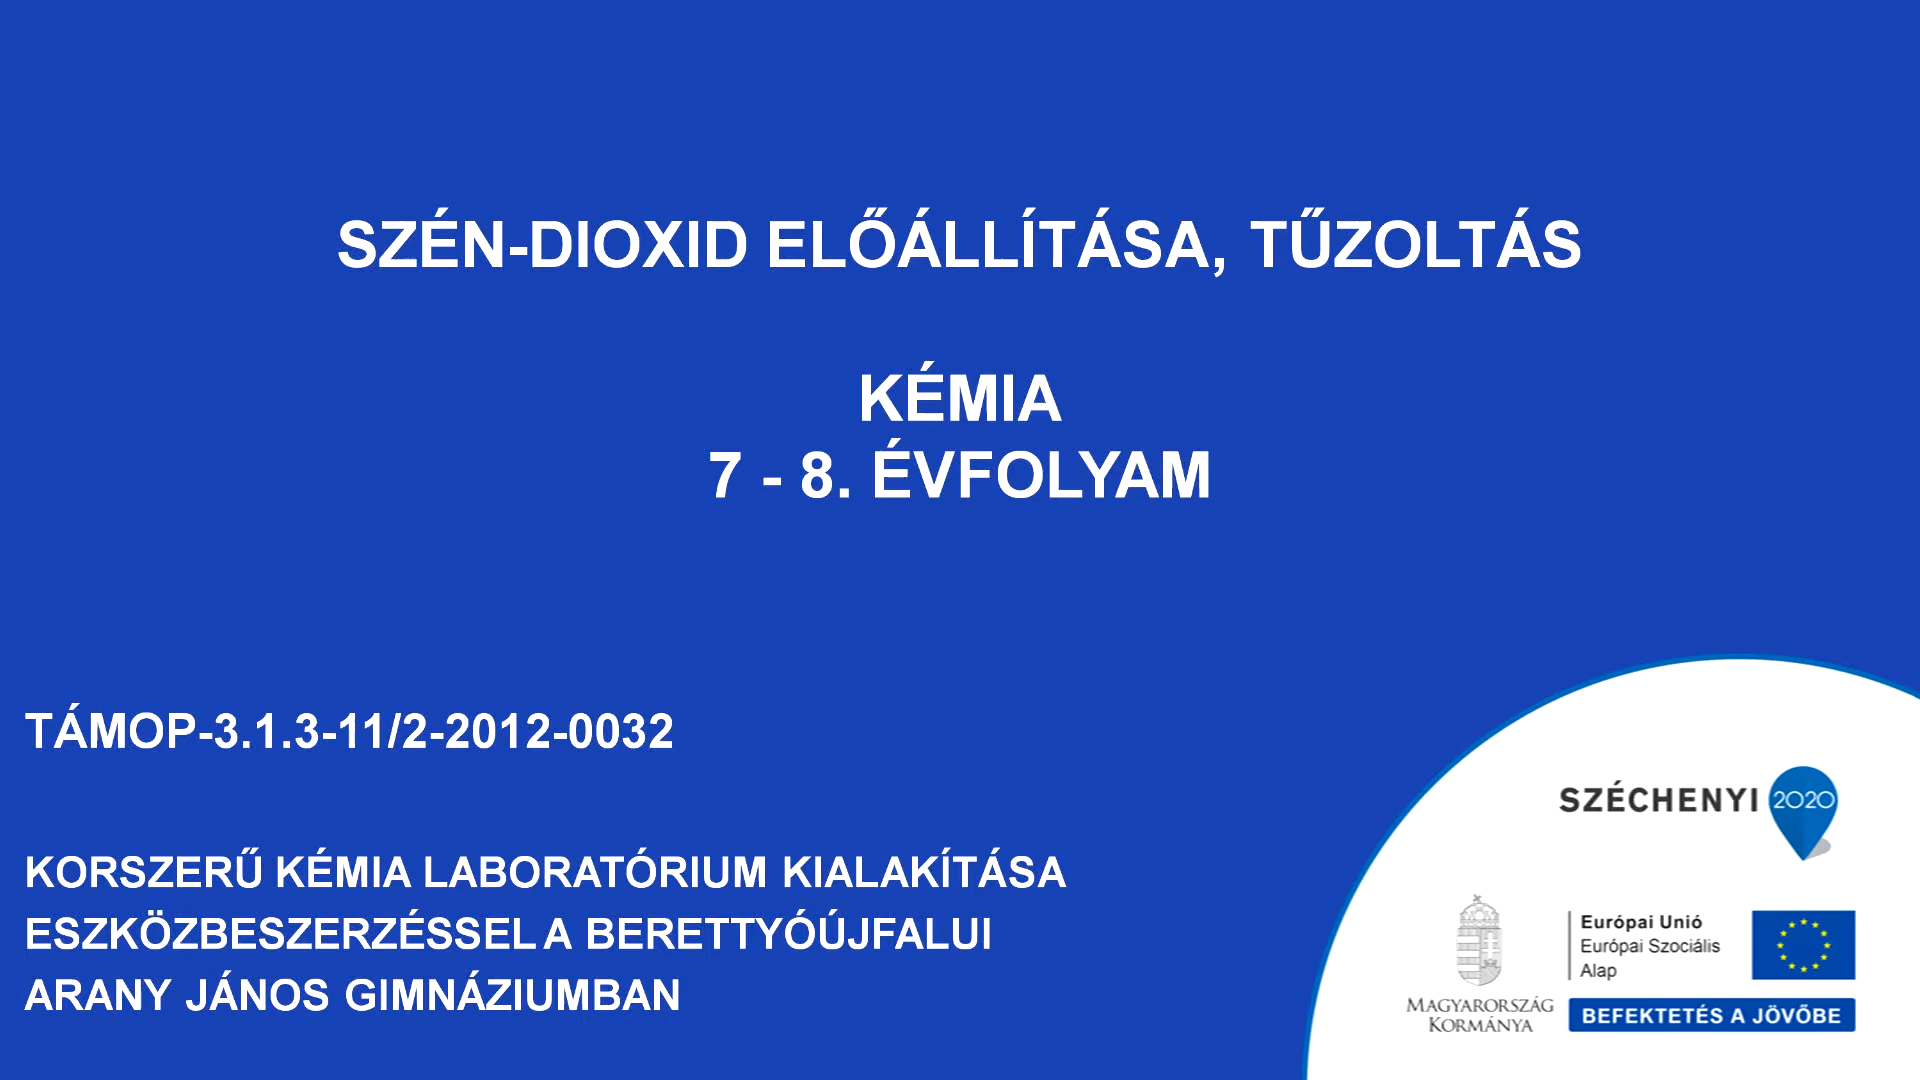 SZÉN-DIOXID ELŐÁLLÍTÁSA, TŰZOLTÁS
KÉMIA
7 - 8. ÉVFOLYAM
TÁMOP-3.1.3-11/2-2012-0032
KORSZERŰ KÉMIA LABORATÓRIUM KIALAKÍTÁSA
ESZKÖZBESZERZÉSSEL A BERETTYÓÚJFALUI
ARANY JÁNOS GIMNÁZIUMBAN
SZÉCHENYI 2020
MAGYARORSZÁG
KORMÁNYA
Európai Unió
Európai Szociális
Alap
BEFEKTETÉS A JÖVŐBE